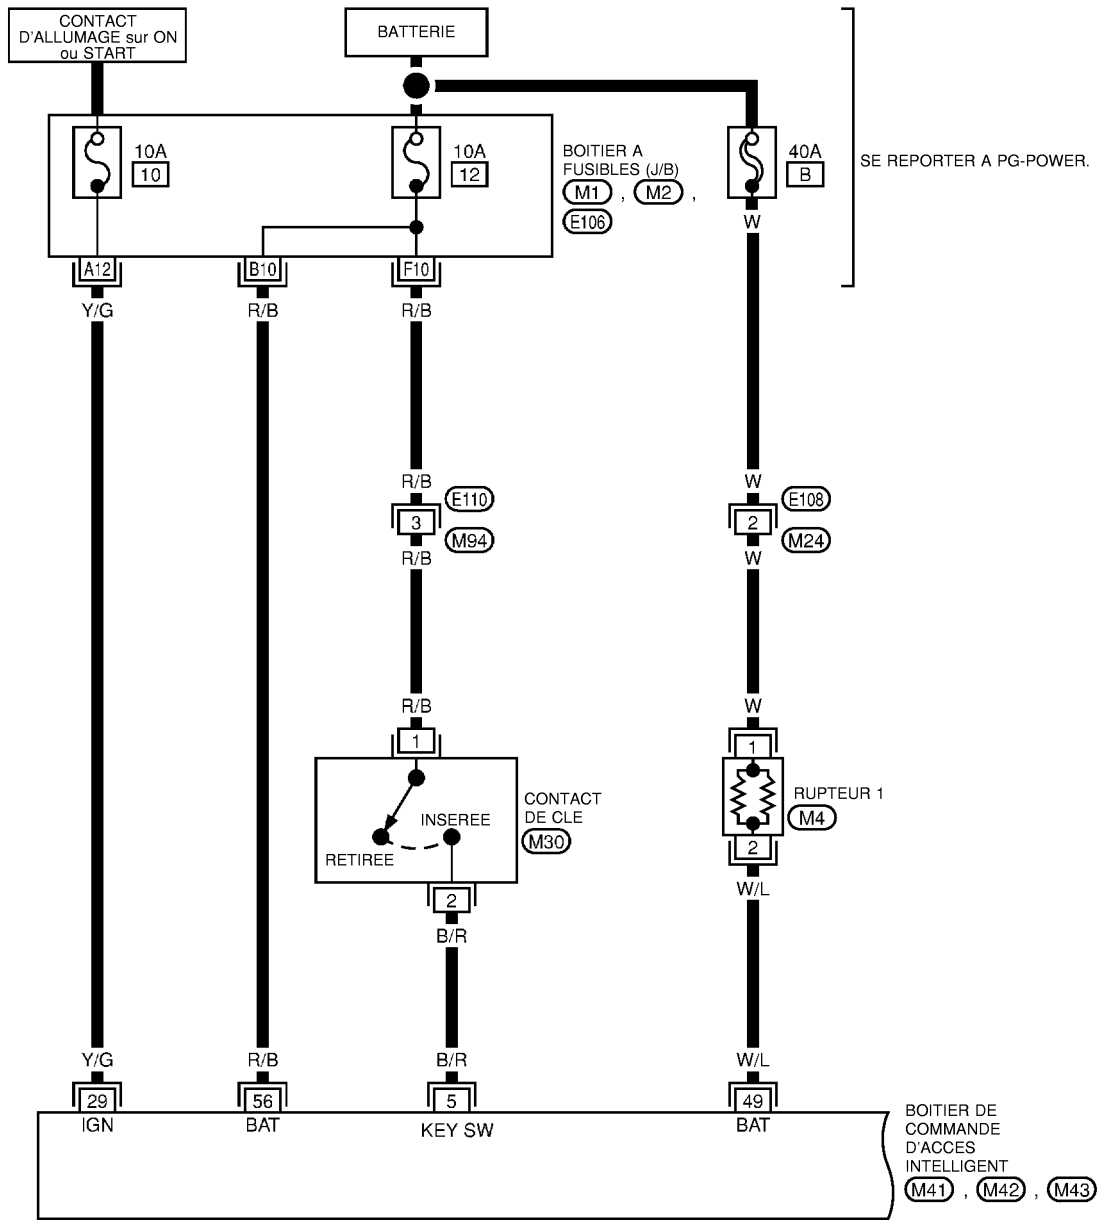 CONTACT
D'ALLUMAGE sur ON
ou START
BATTERIE
10A
10
10A
12
BOITIER A
FUSIBLES (J/B)
M1 , M2 ,
E106
40A
B
SE REPORTER A PG-POWER.
W
A12
B10
F10
Y/G
R/B
R/B
R/B
W
E110
E108
3
2
M94
M24
R/B
W
R/B
W
1
1
RUPTEUR 1
M4
CONTACT
DE CLE
M30
INSEREE
RETIREE
2
2
W/L
B/R
Y/G
R/B
B/R
W/L
29
56
5
49
IGN
BAT
KEY SW
BAT
BOITIER DE
COMMANDE
D'ACCES
INTELLIGENT
M41 , M42 , M43